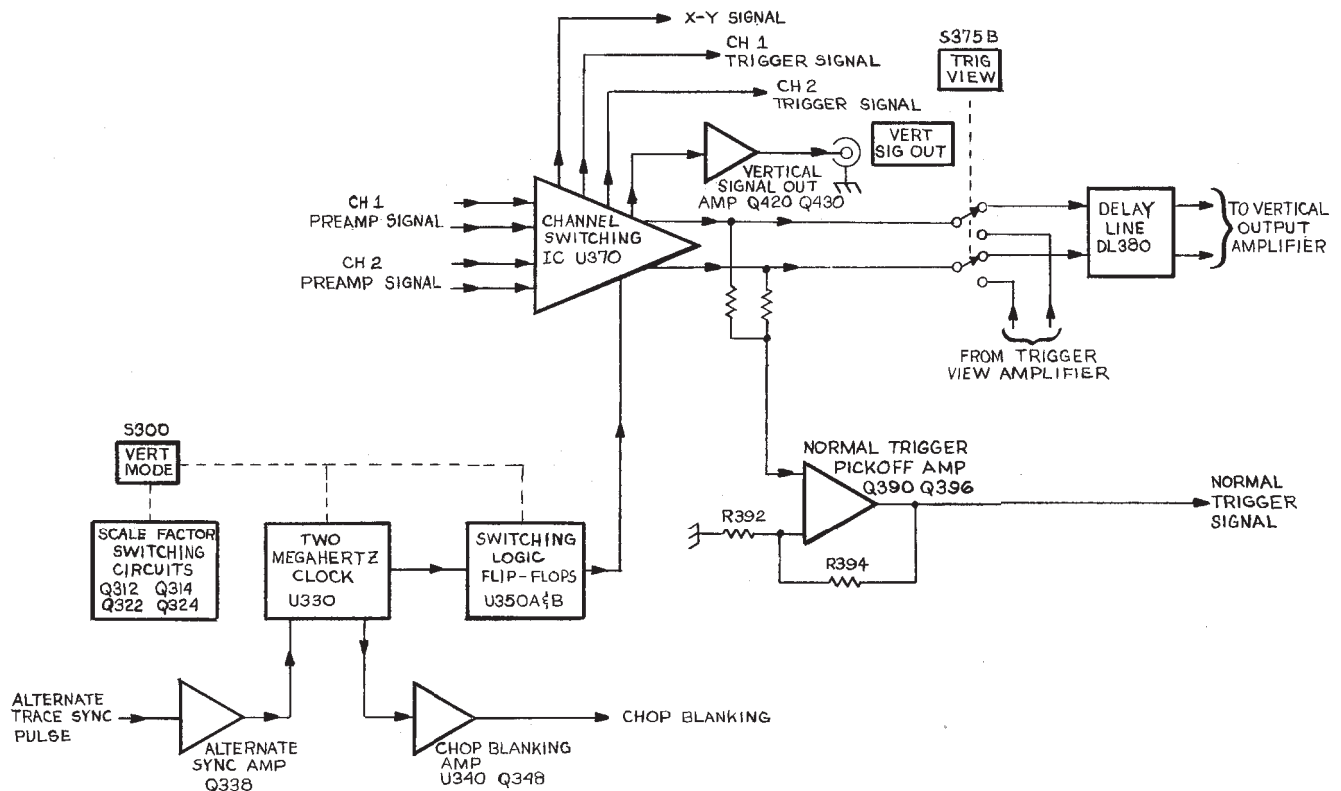 X-Y SIGNAL
CH 1
TRIGGER SIGNAL
CH 2
TRIGGER SIGNAL
S375B
TRIG
VIEW
VERT
SIG OUT
VERTICAL
SIGNAL OUT
AMP Q420 Q430
CH 1
PREAMP SIGNAL
CH 2
PREAMP SIGNAL
CHANNEL
SWITCHING
IC U370
DELAY
LINE
DL380
TO VERTICAL
OUTPUT
AMPLIFIER
FROM TRIGGER
VIEW AMPLIFIER
S300
VERT
MODE
SCALE FACTOR
SWITCHING
CIRCUITS
Q312 Q314
Q322 Q324
TWO
MEGAHERTZ
CLOCK
U330
SWITCHING
LOGIC
FLIP-FLOPS
U350A&B
NORMAL TRIGGER
PICKOFF AMP
Q390 Q396
R392
R394
NORMAL
TRIGGER
SIGNAL
ALTERNATE
TRACE SYNC
PULSE
ALTERNATE
SYNC AMP
Q338
CHOP BLANKING
AMP
U340 Q348
CHOP BLANKING